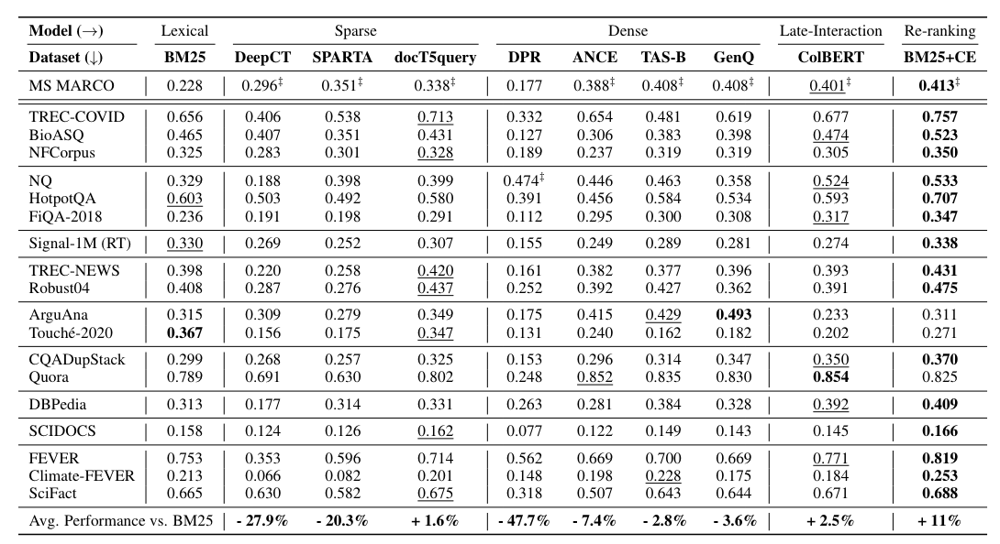 Model (→) Lexical Sparse Dense Late-Interaction Re-ranking
Dataset (↓) BM25 DeepCT SPARTA docT5query DPR ANCE TAS-B GenQ ColBERT BM25+CE
MS MARCO 0.228 0.296‡ 0.351‡ 0.338‡ 0.177 0.388‡ 0.408‡ 0.408‡ 0.401‡ 0.413‡
TREC-COVID 0.656 0.406 0.538 0.713 0.332 0.654 0.481 0.619 0.677 0.757
BioASQ 0.465 0.407 0.351 0.431 0.127 0.306 0.383 0.398 0.474 0.523
NFCorpus 0.325 0.283 0.301 0.328 0.189 0.237 0.319 0.319 0.305 0.350
NQ 0.329 0.188 0.398 0.399 0.474‡ 0.446 0.463 0.358 0.524 0.533
HotpotQA 0.603 0.503 0.492 0.580 0.391 0.456 0.584 0.534 0.593 0.707
FiQA-2018 0.236 0.191 0.198 0.291 0.112 0.295 0.300 0.308 0.317 0.347
Signal-1M (RT) 0.330 0.269 0.252 0.307 0.155 0.249 0.289 0.281 0.274 0.338
TREC-NEWS 0.398 0.220 0.258 0.420 0.161 0.382 0.377 0.396 0.393 0.431
Robust04 0.408 0.287 0.276 0.437 0.252 0.392 0.427 0.362 0.391 0.475
ArguAna 0.315 0.309 0.279 0.349 0.175 0.415 0.429 0.493 0.233 0.311
Touché-2020 0.367 0.156 0.175 0.347 0.131 0.240 0.162 0.182 0.202 0.271
CQADupStack 0.299 0.268 0.257 0.325 0.153 0.296 0.314 0.347 0.350 0.370
Quora 0.789 0.691 0.630 0.802 0.248 0.852 0.835 0.830 0.854 0.825
DBPedia 0.313 0.177 0.314 0.331 0.263 0.281 0.384 0.328 0.392 0.409
SCIDOCS 0.158 0.124 0.126 0.162 0.077 0.122 0.149 0.143 0.145 0.166
FEVER 0.753 0.353 0.596 0.714 0.562 0.669 0.700 0.669 0.771 0.819
Climate-FEVER 0.213 0.066 0.082 0.201 0.148 0.198 0.228 0.175 0.184 0.253
SciFact 0.665 0.630 0.582 0.675 0.318 0.507 0.643 0.644 0.671 0.688
Avg. Performance vs. BM25 - 27.9% - 20.3% + 1.6% - 47.7% - 7.4% - 2.8% - 3.6% + 2.5% + 11%